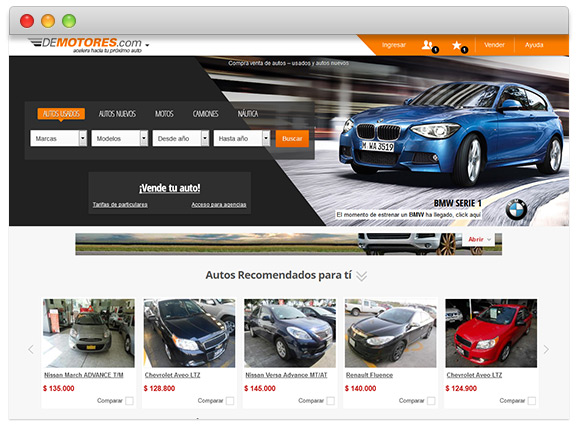 DEMOTORES.com
acelera hacia tu próximo auto
Ingresar 1 1 Vender Ayuda
Compra venta de autos – usados y autos nuevos
AUTOS USADOS AUTOS NUEVOS MOTOS CAMIONES NÁUTICA
Marcas Modelos Desde año Hasta año Buscar
M WA 3519
¡Vende tu auto!
Tarifas de particulares Acceso para agencias
BMW SERIE 1
El momento de estrenar un BMW ha llegado, click aquí
Abrir
Autos Recomendados para tí
Nissan March ADVANCE T/M Chevrolet Aveo LTZ Nissan Versa Advance MT/AT Renault Fluence Chevrolet Aveo LTZ
$ 135.000 $ 128.800 $ 145.000 $ 140.000 $ 124.900
Comparar Comparar Comparar Comparar Comparar